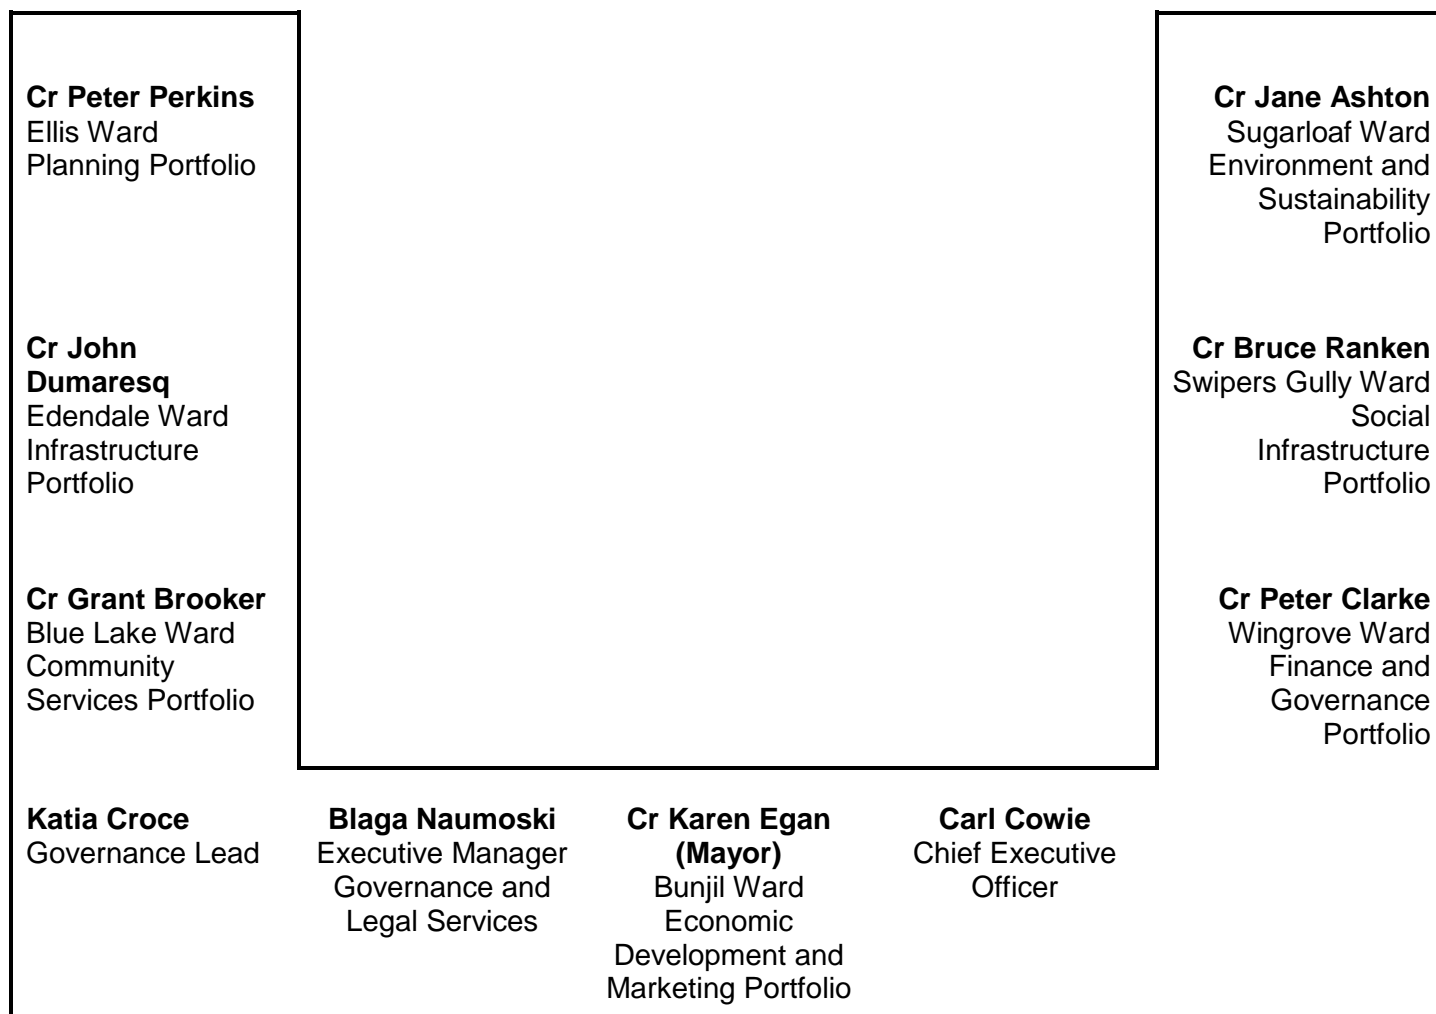 Cr Peter Perkins
Ellis Ward
Planning Portfolio
Cr Jane Ashton
Sugarloaf Ward
Environment and
Sustainability
Portfolio
Cr John
Dumaresq
Edendale Ward
Infrastructure
Portfolio
Cr Bruce Ranken
Swipers Gully Ward
Social
Infrastructure
Portfolio
Cr Grant Brooker
Blue Lake Ward
Community
Services Portfolio
Cr Peter Clarke
Wingrove Ward
Finance and
Governance
Portfolio
Katia Croce
Governance Lead
Blaga Naumoski
Executive Manager
Governance and
Legal Services
Cr Karen Egan
(Mayor)
Bunjil Ward
Economic
Development and
Marketing Portfolio
Carl Cowie
Chief Executive
Officer